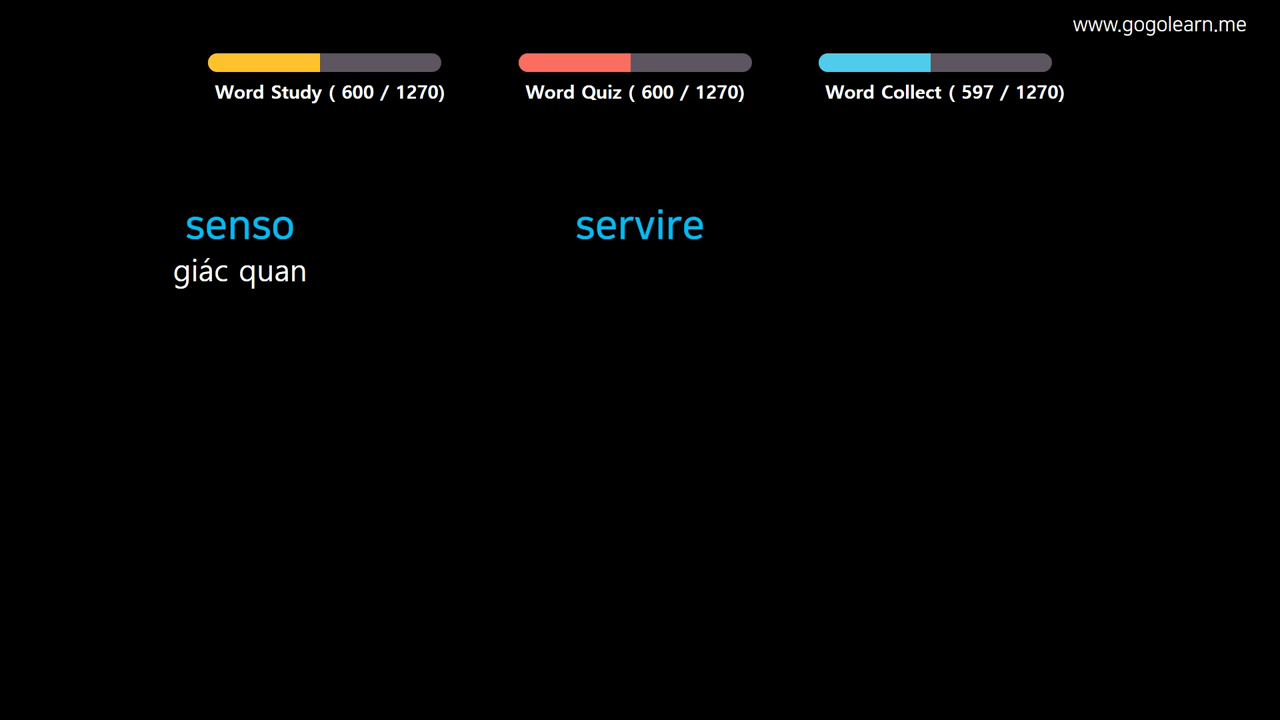 www.gogolearn.me
Word Study ( 600 / 1270)
Word Quiz ( 600 / 1270)
Word Collect ( 597 / 1270)
senso
servire
giác quan